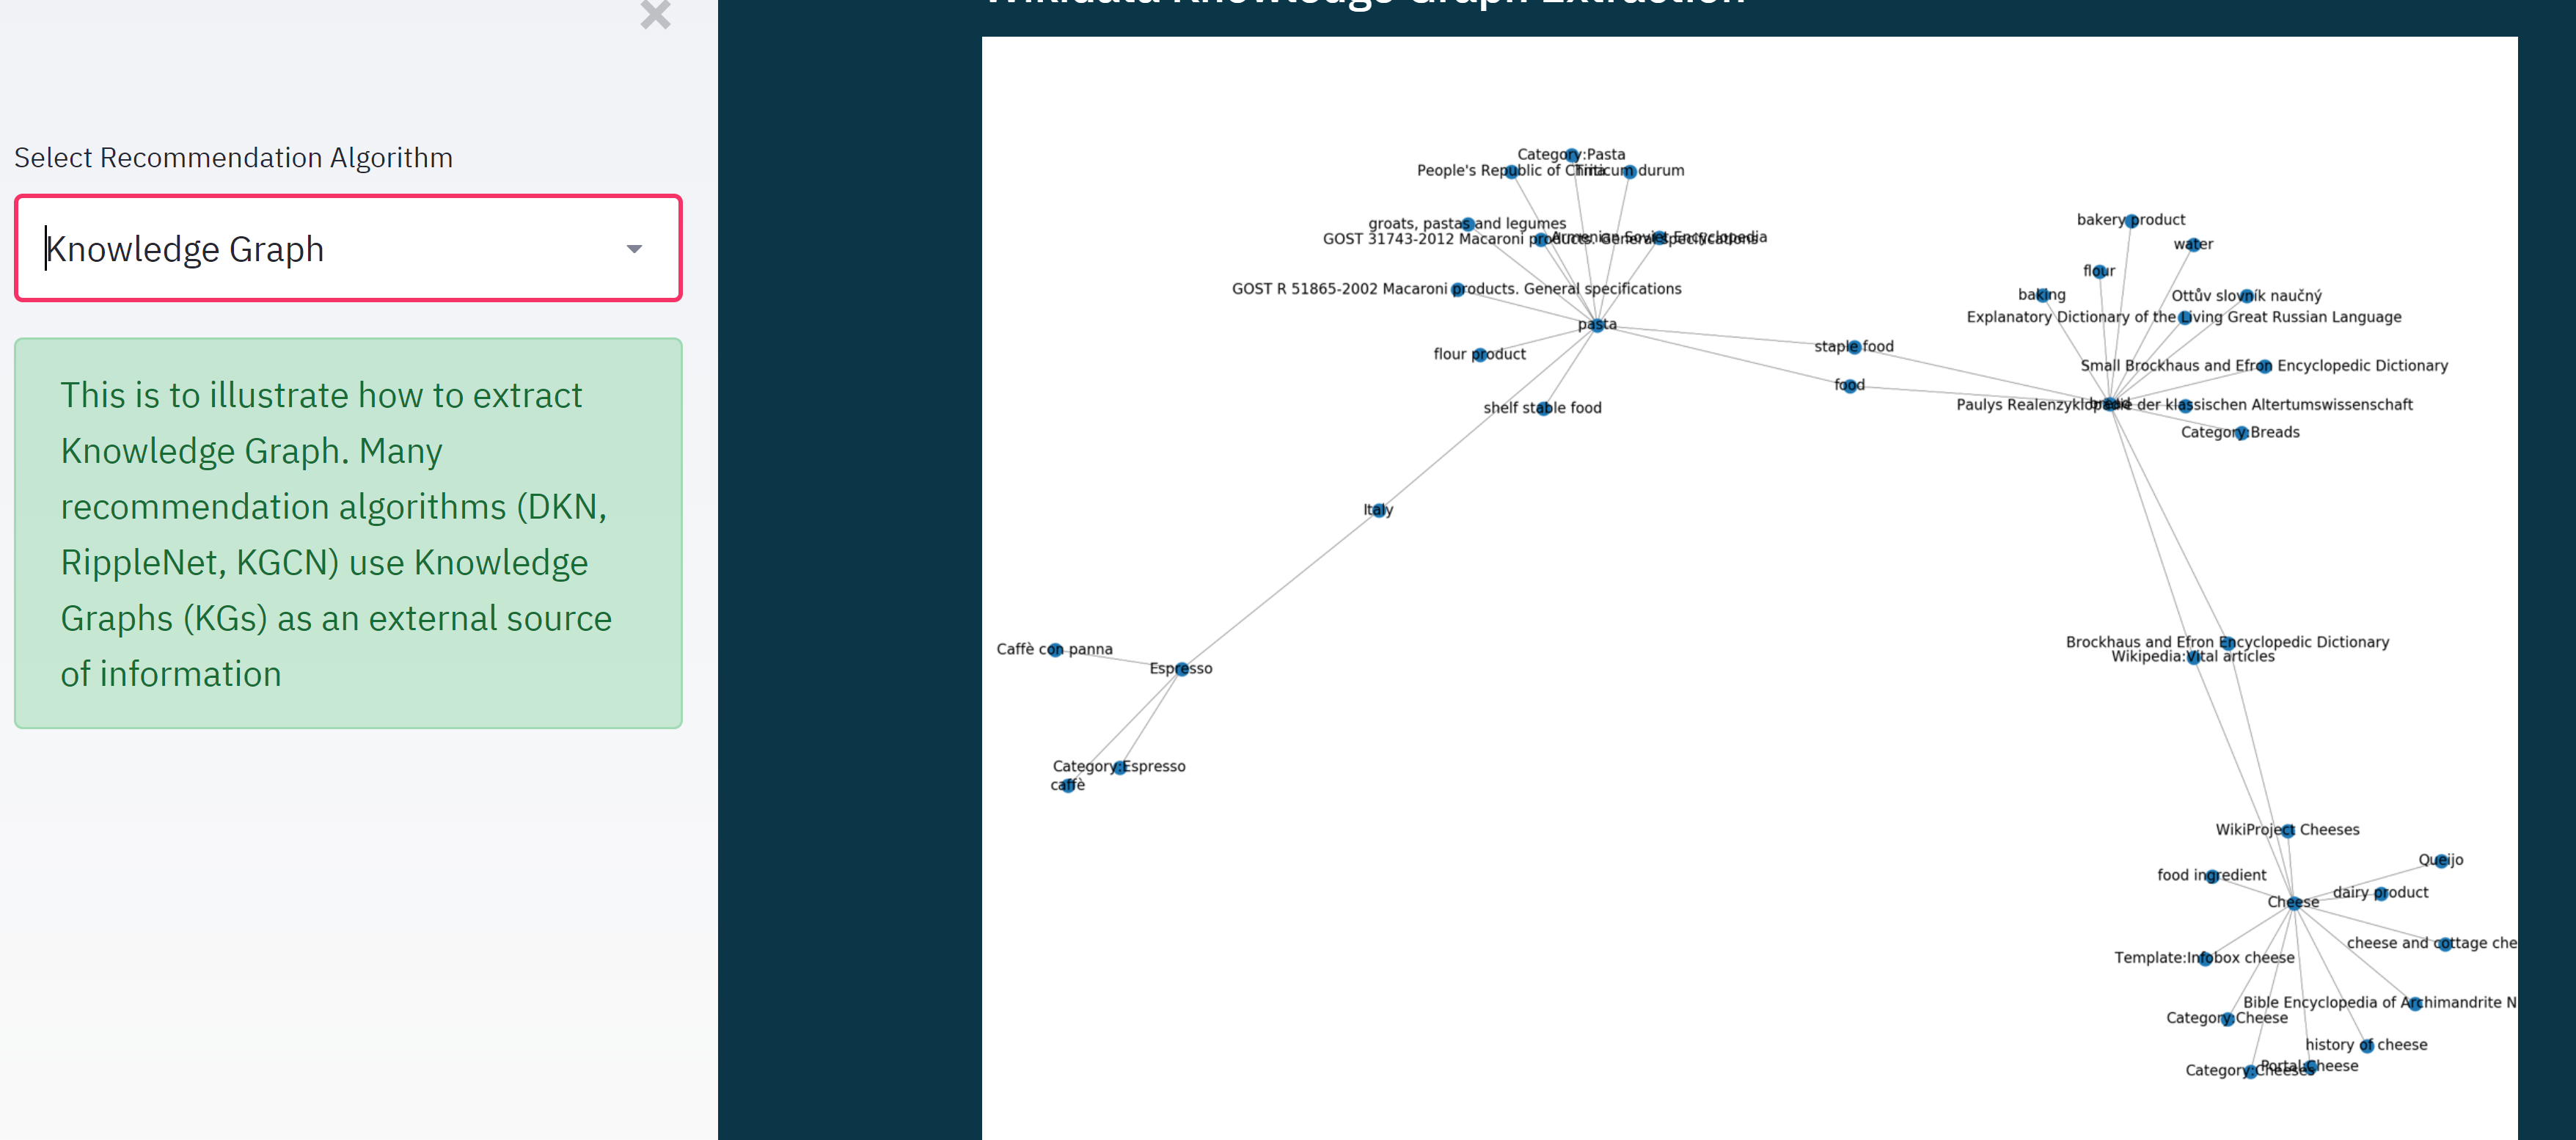 Wikidata Knowledge Graph Extraction
Select Recommendation Algorithm
Knowledge Graph
This is to illustrate how to extract
Knowledge Graph. Many
recommendation algorithms (DKN,
RippleNet, KGCN) use Knowledge
Graphs (KGs) as an external source
of information
Category:Pasta
People's Republic of China
Triticum durum
groats, pastas and legumes
GOST 31743-2012 Macaroni products. General specifications
Armenian Soviet Encyclopedia
GOST R 51865-2002 Macaroni products. General specifications
pasta
flour product
shelf stable food
staple food
food
bakery product
water
flour
baking
Ottův slovník naučný
Explanatory Dictionary of the Living Great Russian Language
Small Brockhaus and Efron Encyclopedic Dictionary
Paulys Realenzyklopädie der klassischen Altertumswissenschaft
bread
Category:Breads
Italy
Caffè con panna
Espresso
Category:Espresso
caffè
Brockhaus and Efron Encyclopedic Dictionary
Wikipedia:Vital articles
WikiProject Cheeses
Queijo
food ingredient
dairy product
Cheese
cheese and cottage che
Template:Infobox cheese
Bible Encyclopedia of Archimandrite N
Category:Cheese
history of cheese
Portal:Cheese
Category:Cheeses